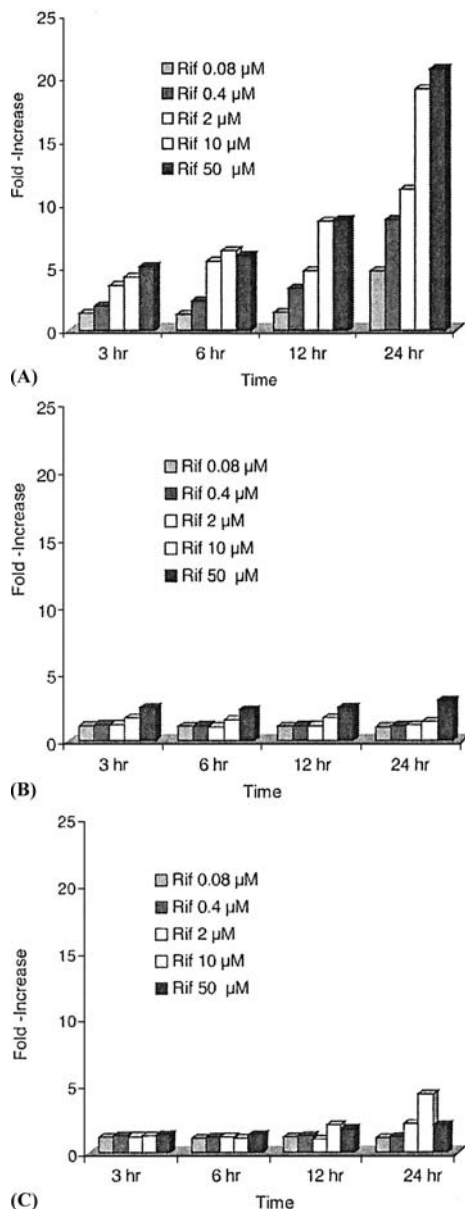 25
20
15
10
5
0
Fold -Increase
Rif 0.08 µM
Rif 0.4 µM
Rif 2 µM
Rif 10 µM
Rif 50 µM
3 hr 6 hr 12 hr 24 hr
(A)
Time
25
20
15
10
5
0
Fold -Increase
Rif 0.08 µM
Rif 0.4 µM
Rif 2 µM
Rif 10 µM
Rif 50 µM
3 hr 6 hr 12 hr 24 hr
(B)
Time
25
20
15
10
5
0
Fold -Increase
Rif 0.08 µM
Rif 0.4 µM
Rif 2 µM
Rif 10 µM
Rif 50 µM
3 hr 6 hr 12 hr 24 hr
(C)
Time